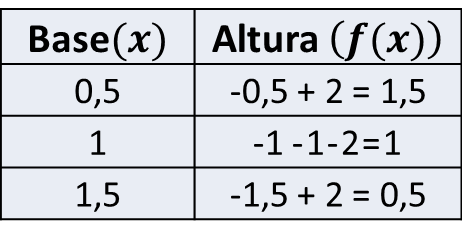 Base(x) Altura (f(x))
0,5 -0,5 + 2 = 1,5
1 -1 -1-2=1
1,5 -1,5 + 2 = 0,5